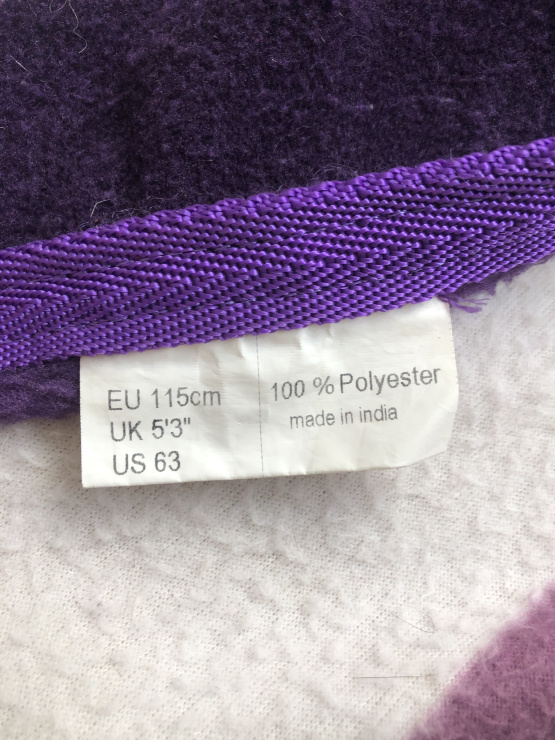 EU 115cm
UK 5'3"
US 63
100 % Polyester
made in india